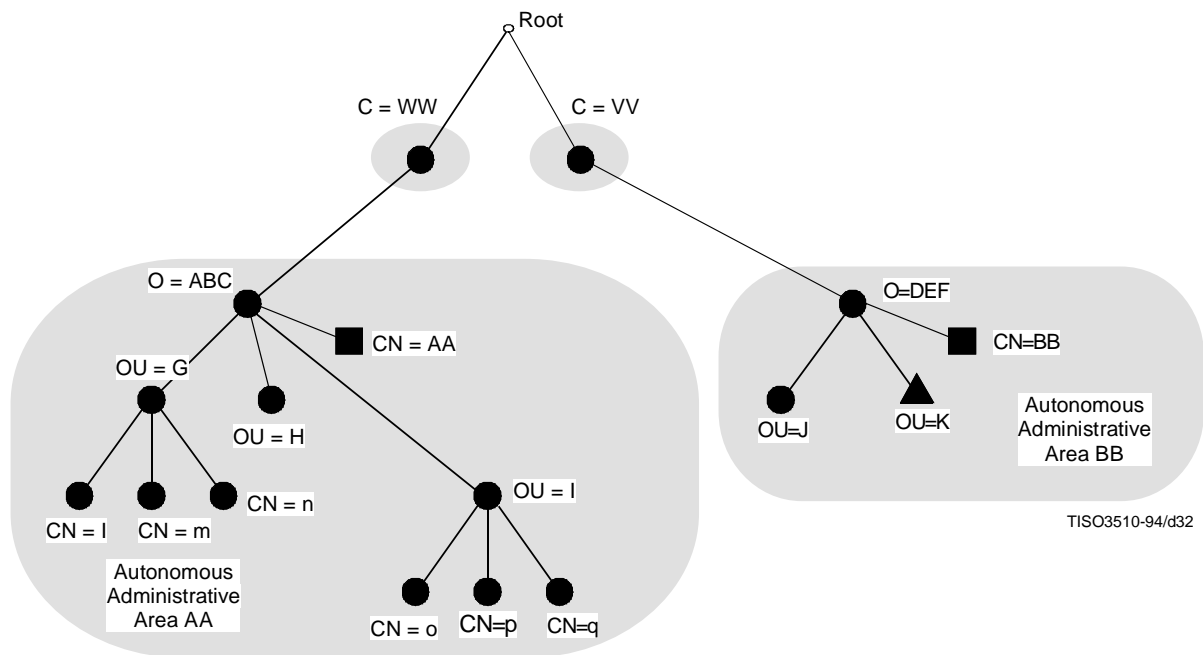 Root
C = WW
C = VV
O = ABC
O=DEF
CN = AA
CN=BB
OU = G
OU = H
OU=J
OU=K
Autonomous
Administrative
Area BB
OU = I
CN = l
CN = m
CN = n
TISO3510-94/d32
Autonomous
Administrative
Area AA
CN = o
CN=p
CN=q